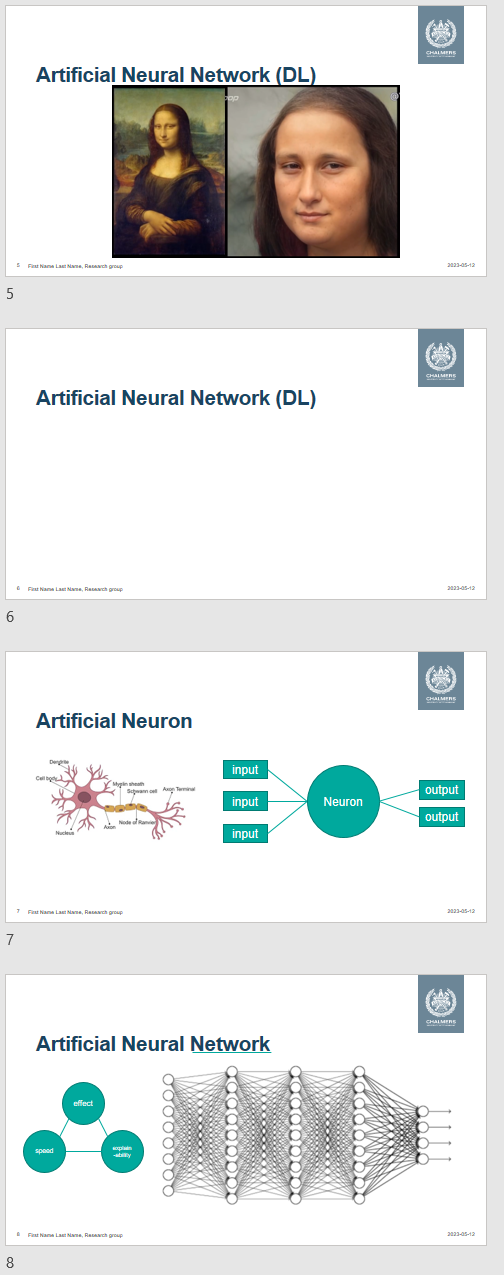 CHALMERS
Artificial Neural Network (DL)
5 First Name Last Name, Research group 2023-05-12
5
CHALMERS
Artificial Neural Network (DL)
6 First Name Last Name, Research group 2023-05-12
6
CHALMERS
Artificial Neuron
Dendrite
Cell body
Myelin sheath
Schwann cell
Axon Terminal
Node of Ranvier
Axon
Nucleus
input
input
input
Neuron
output
output
7 First Name Last Name, Research group 2023-05-12
7
CHALMERS
Artificial Neural Network
effect
speed
explain
-ability
8 First Name Last Name, Research group 2023-05-12
8